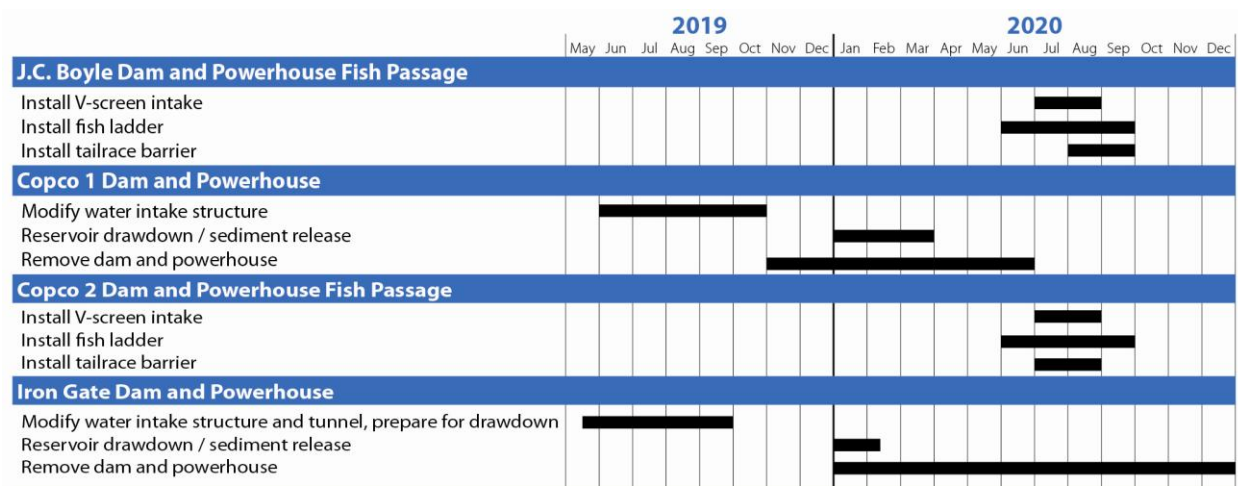 2019 2020
May Jun Jul Aug Sep Oct Nov Dec Jan Feb Mar Apr May Jun Jul Aug Sep Oct Nov Dec
J.C. Boyle Dam and Powerhouse Fish Passage
Install V-screen intake
Install fish ladder
Install tailrace barrier
Copco 1 Dam and Powerhouse
Modify water intake structure
Reservoir drawdown / sediment release
Remove dam and powerhouse
Copco 2 Dam and Powerhouse Fish Passage
Install V-screen intake
Install fish ladder
Install tailrace barrier
Iron Gate Dam and Powerhouse
Modify water intake structure and tunnel, prepare for drawdown
Reservoir drawdown / sediment release
Remove dam and powerhouse